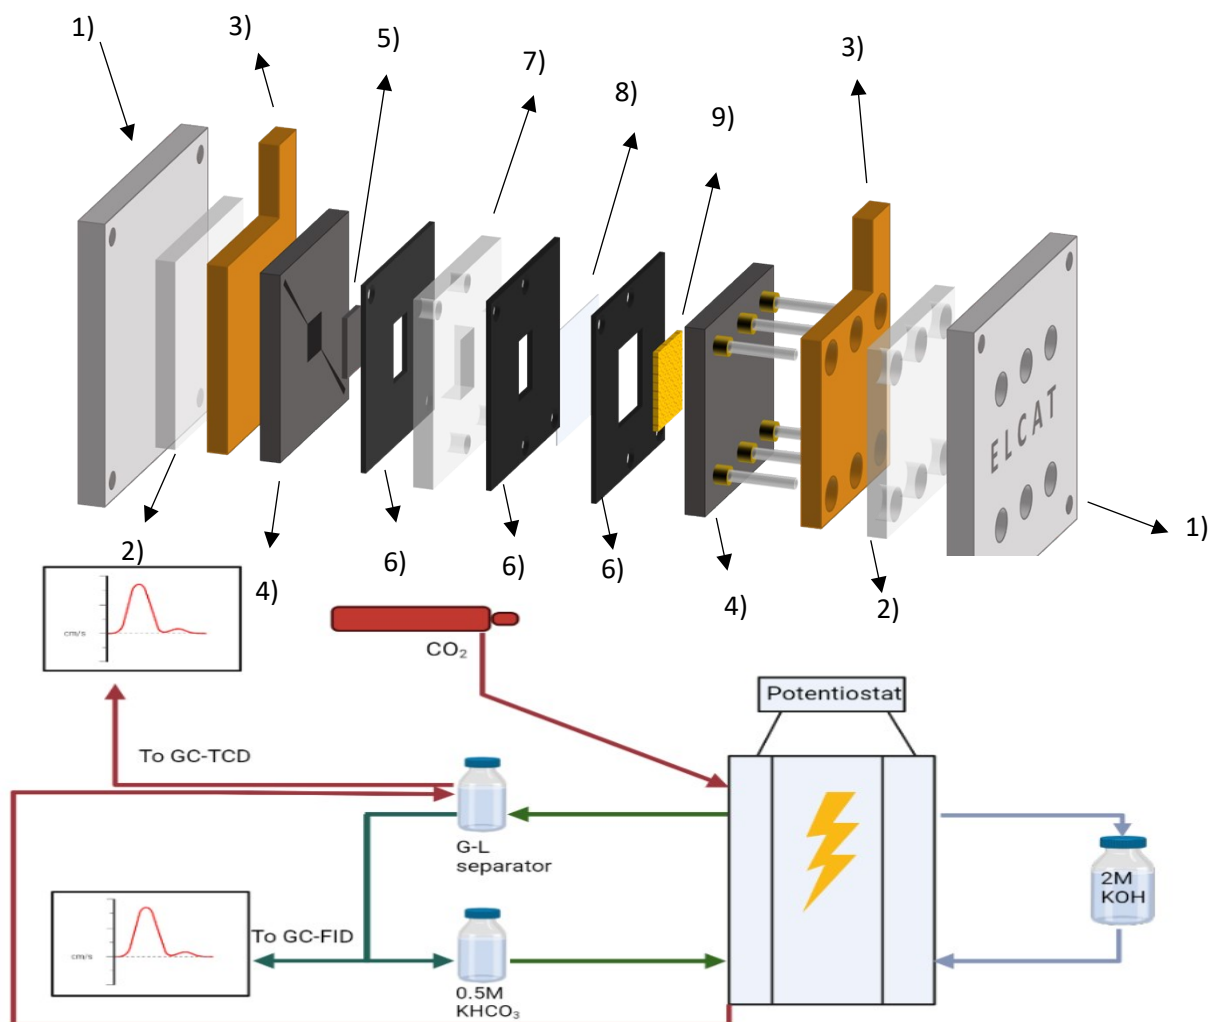 1)
3)
5)
7)
8)
9)
3)
ELCAT
1)
2)
4)
6)
6)
6)
4)
2)
cm/s
CO₂
Potentiostat
To GC-TCD
G-L
separator
2M
KOH
To GC-FID
cm/s
0.5M
KHCO₃